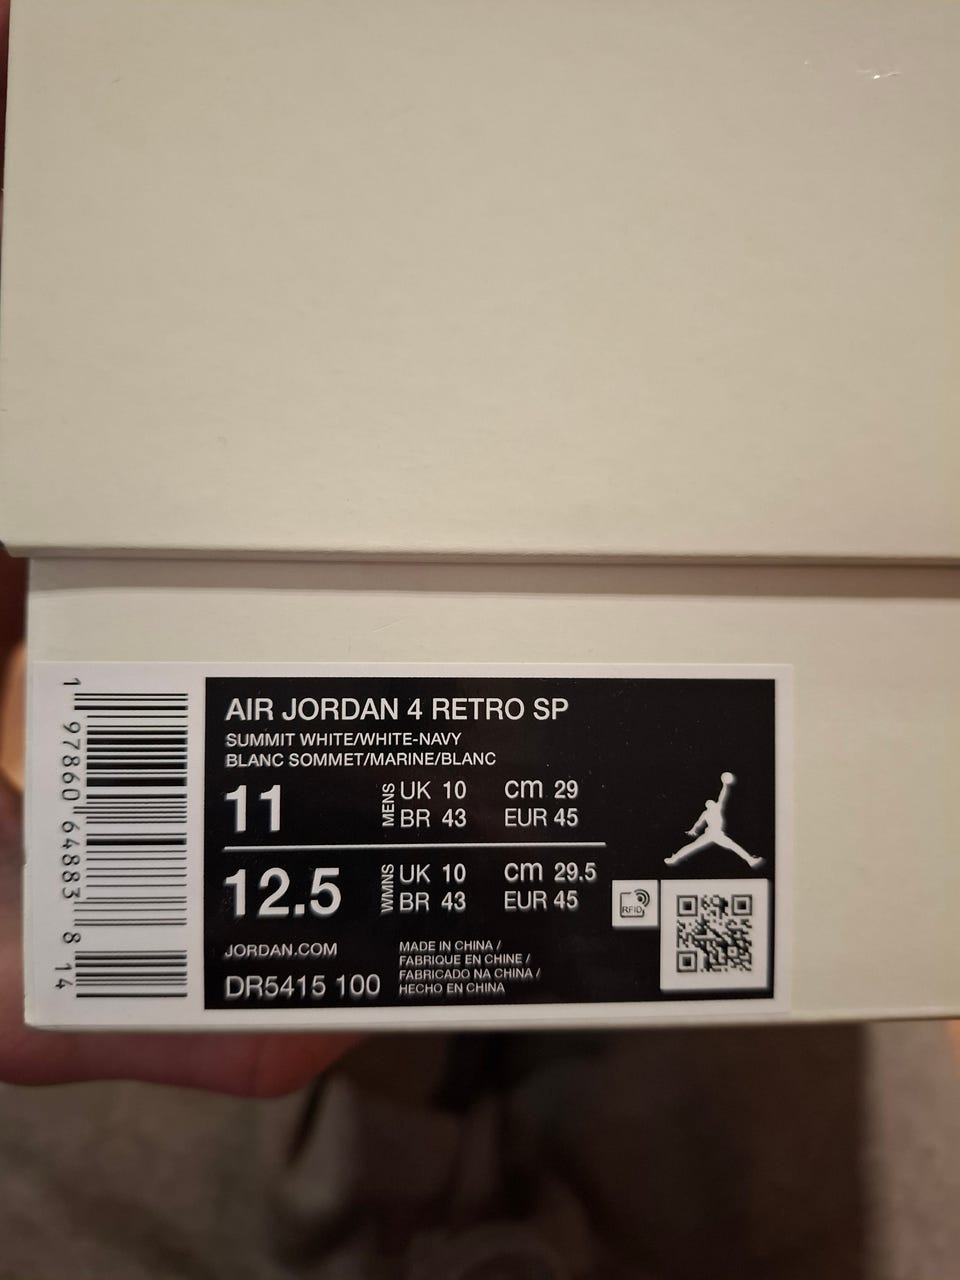 AIR JORDAN 4 RETRO SP
SUMMIT WHITE/WHITE-NAVY
BLANC SOMMET/MARINE/BLANC
11 MENS UK 10 cm 29
BR 43 EUR 45
12.5 WMNS UK 10 cm 29.5
BR 43 EUR 45
RFID
JORDAN.COM
DR5415 100
MADE IN CHINA /
FABRIQUE EN CHINE /
FABRICADO NA CHINA /
HECHO EN CHINA
1 97860 64883 8 14